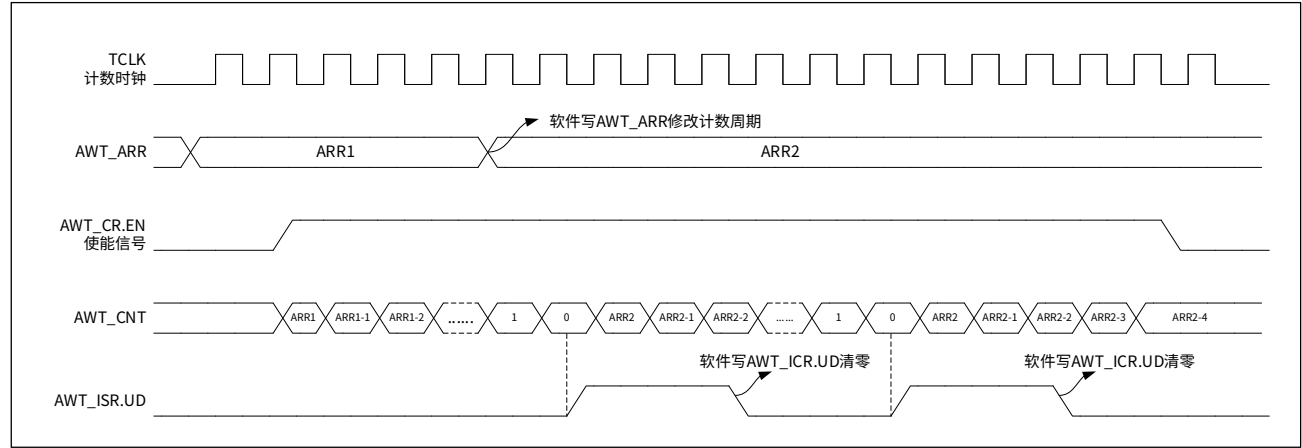 TCLK
计数时钟
软件写AWT_ARR修改计数周期
AWT_ARR
ARR1
ARR2
AWT_CR.EN
使能信号
AWT_CNT
ARR1 ARR1-1 ARR1-2 ...... 1 0 ARR2 ARR2-1 ARR2-2 ...... 1 0 ARR2 ARR2-1 ARR2-2 ARR2-3 ARR2-4
软件写AWT_ICR.UD清零
软件写AWT_ICR.UD清零
AWT_ISR.UD